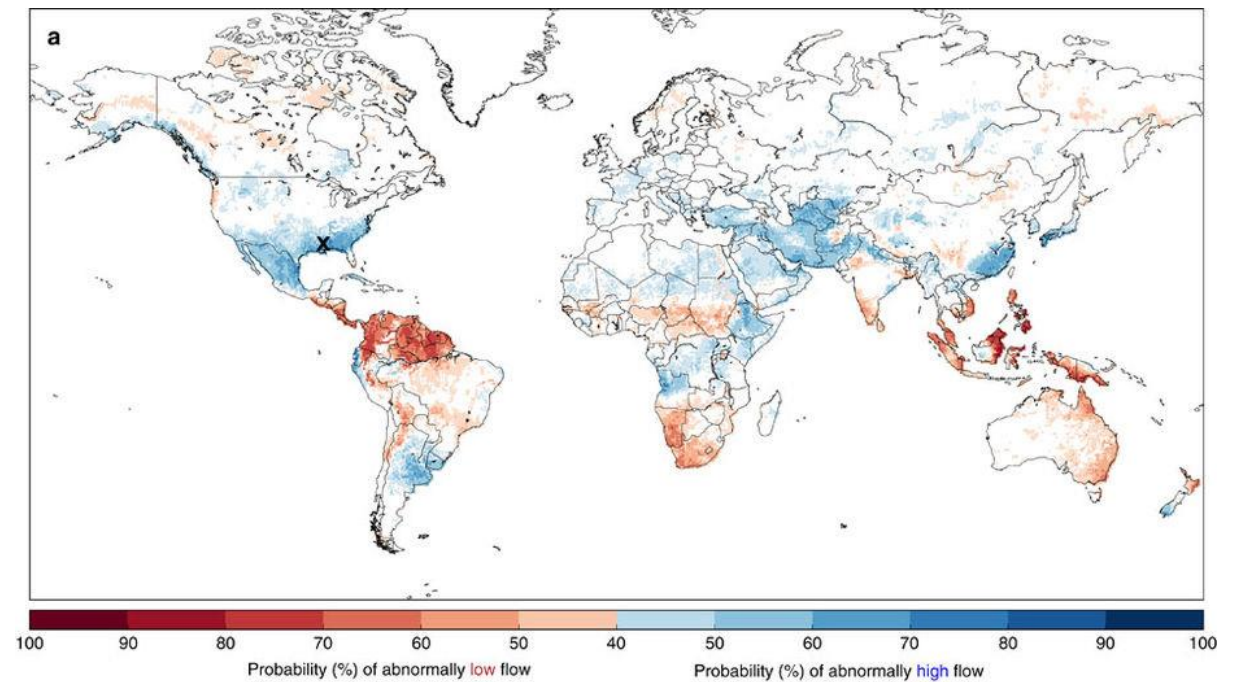 a
X
100 90 80 70 60 50 40 50 60 70 80 90 100
Probability (%) of abnormally low flow
Probability (%) of abnormally high flow